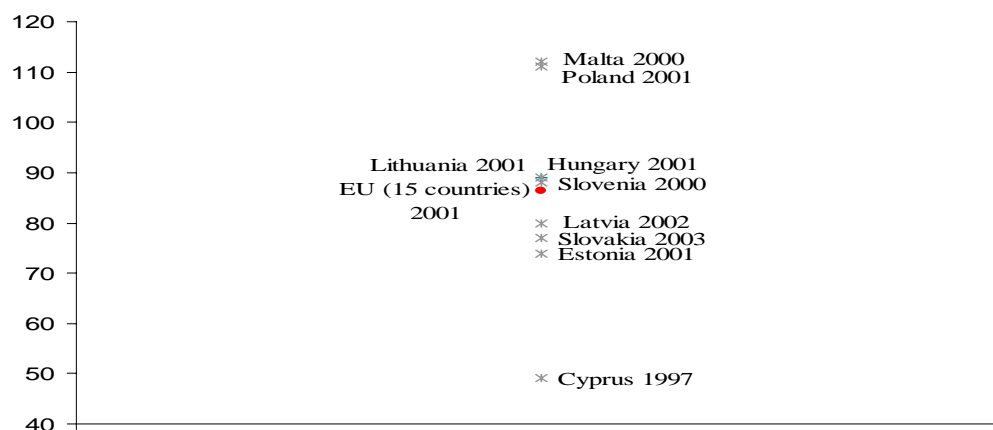 120
110
100
90
80
70
60
50
40
Malta 2000
Poland 2001
Lithuania 2001
Hungary 2001
EU (15 countries)
2001
Slovenia 2000
Latvia 2002
Slovakia 2003
Estonia 2001
Cyprus 1997